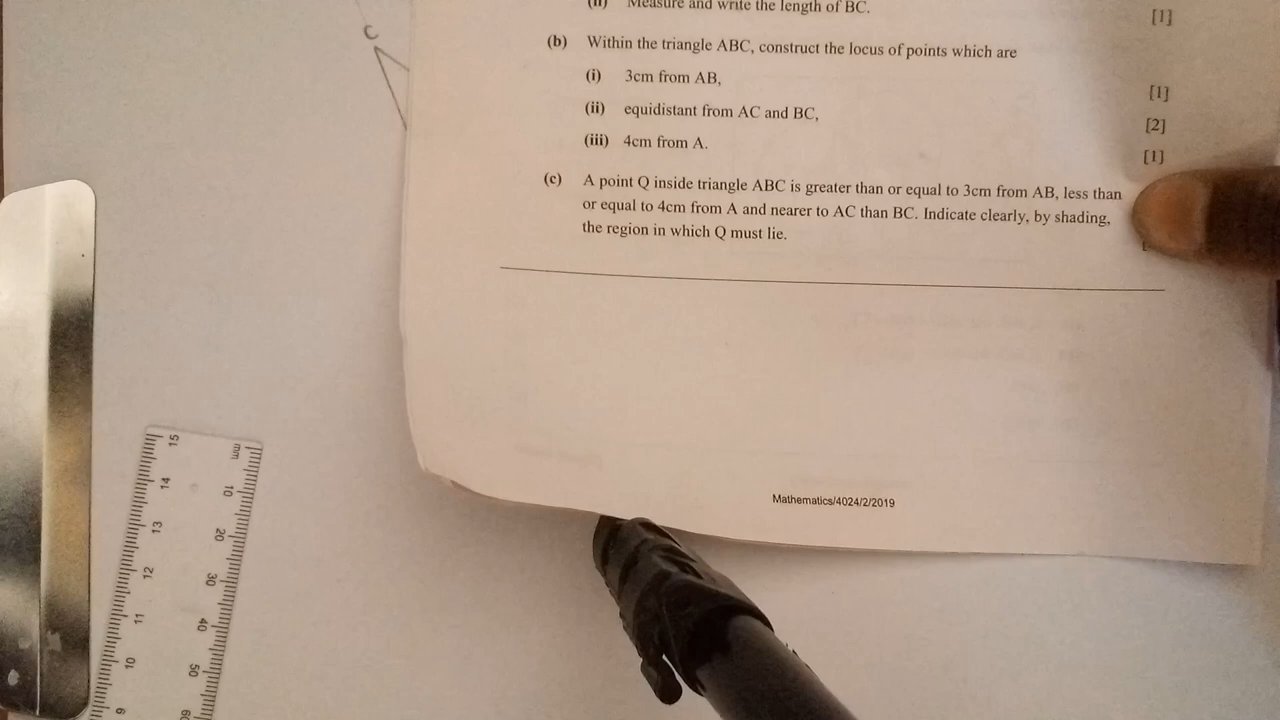 (ii) Measure and write the length of BC.
[1]
(b) Within the triangle ABC, construct the locus of points which are
(i) 3cm from AB,
[1]
(ii) equidistant from AC and BC,
[2]
(iii) 4cm from A.
[1]
(c) A point Q inside triangle ABC is greater than or equal to 3cm from AB, less than
or equal to 4cm from A and nearer to AC than BC. Indicate clearly, by shading,
the region in which Q must lie.
Mathematics/4024/2/2019
C
15 14 13 12 11 10 9
mm 10 20 30 40 50